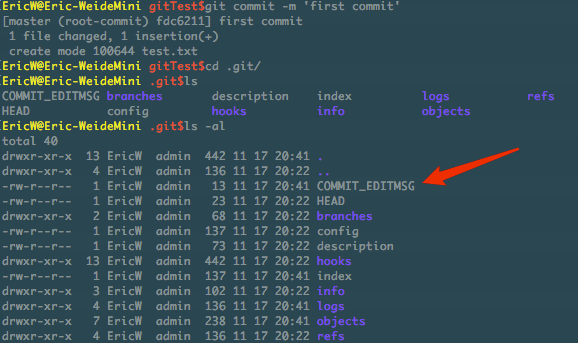 EricW@Eric-WeideMini gitTest$git commit -m 'first commit'
[master (root-commit) fdc6211] first commit
 1 file changed, 1 insertion(+)
 create mode 100644 test.txt
EricW@Eric-WeideMini gitTest$cd .git/
EricW@Eric-WeideMini .git$ls
COMMIT_EDITMSG branches       description    index          logs           refs
HEAD           config         hooks          info           objects
EricW@Eric-WeideMini .git$ls -al
total 40
drwxr-xr-x  13 EricW  admin  442 11 17 20:41 .
drwxr-xr-x   4 EricW  admin  136 11 17 20:22 ..
-rw-r--r--   1 EricW  admin   13 11 17 20:41 COMMIT_EDITMSG
-rw-r--r--   1 EricW  admin   23 11 17 20:22 HEAD
drwxr-xr-x   2 EricW  admin   68 11 17 20:22 branches
-rw-r--r--   1 EricW  admin  137 11 17 20:22 config
-rw-r--r--   1 EricW  admin   73 11 17 20:22 description
drwxr-xr-x  13 EricW  admin  442 11 17 20:22 hooks
-rw-r--r--   1 EricW  admin  137 11 17 20:41 index
drwxr-xr-x   3 EricW  admin  102 11 17 20:22 info
drwxr-xr-x   4 EricW  admin  136 11 17 20:41 logs
drwxr-xr-x   7 EricW  admin  238 11 17 20:41 objects
drwxr-xr-x   4 EricW  admin  136 11 17 20:22 refs